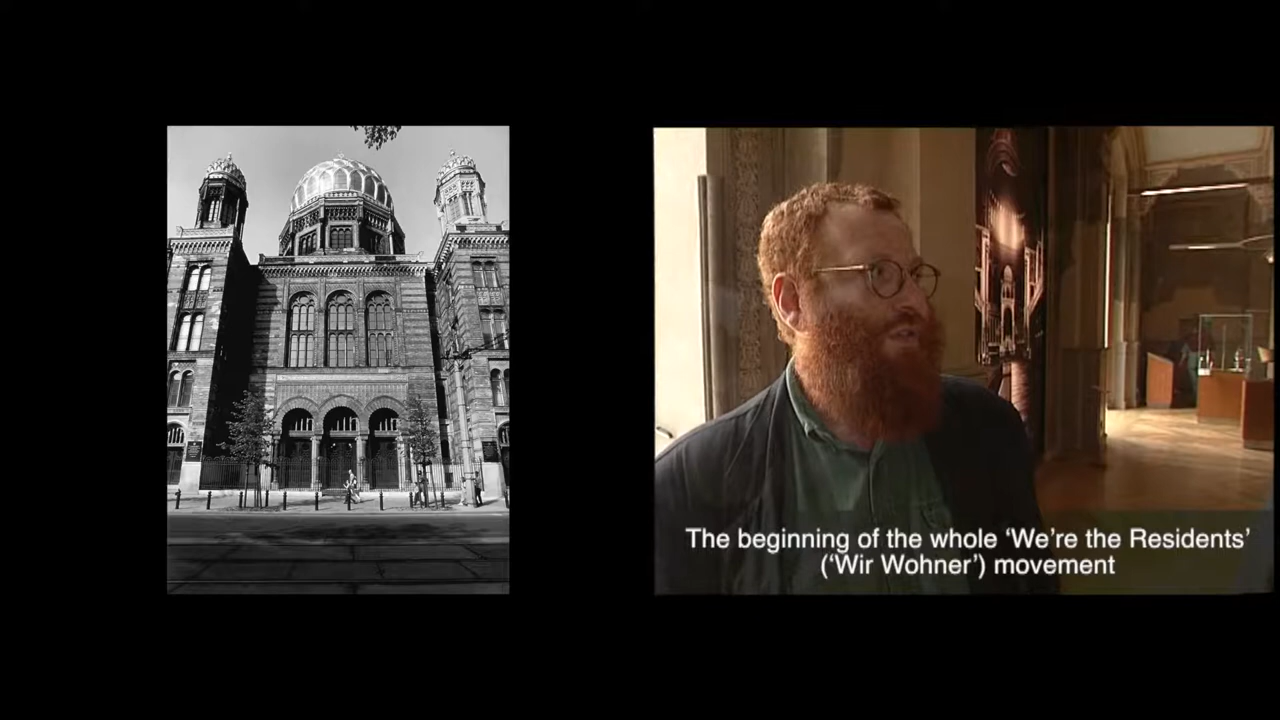 The beginning of the whole ‘We’re the Residents’
(‘Wir Wohner’) movement